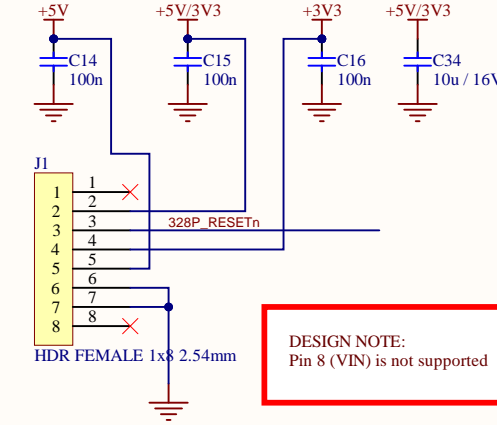 +5V
+5V/3V3
+3V3
+5V/3V3
C14
100n
C15
100n
C16
100n
C34
10u / 16V
J1
1
1
2
2
3
3
328P_RESETn
4
4
5
5
6
6
7
7
8
8
HDR FEMALE 1x8 2.54mm
DESIGN NOTE:
Pin 8 (VIN) is not supported